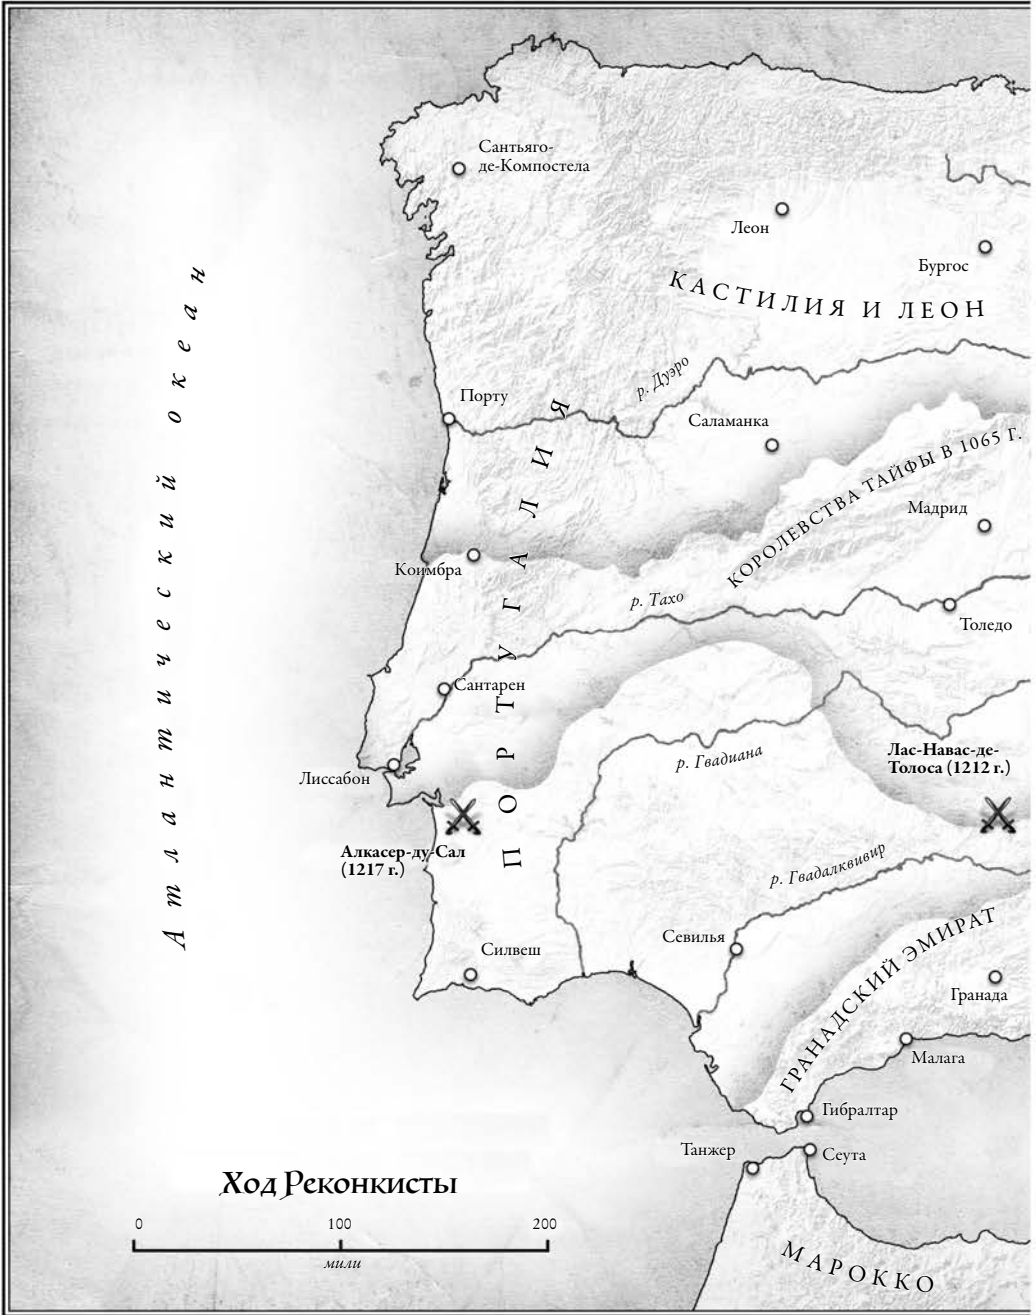 Сантьяго-
де-Компостела
Леон
Бургос
КАСТИЛИЯ И ЛЕОН
Атлантический океан
р. Дуэро
Порту
Саламанка
КОРОЛЕВСТВА ТАЙФЫ В 1065 Г.
Мадрид
Коимбра
р. Тахо
Толедо
ПОРТУГАЛИЯ
Сантарен
р. Гвадиана
Лас-Навас-де-
Толоса (1212 г.)
Лиссабон
Алкасер-ду-Сал
(1217 г.)
р. Гвадалквивир
Севилья
Силвеш
ГРАНАДСКИЙ ЭМИРАТ
Гранада
Малага
Гибралтар
Танжер
Сеута
Ход Реконкисты
0 100 200
мили
МАРОККО